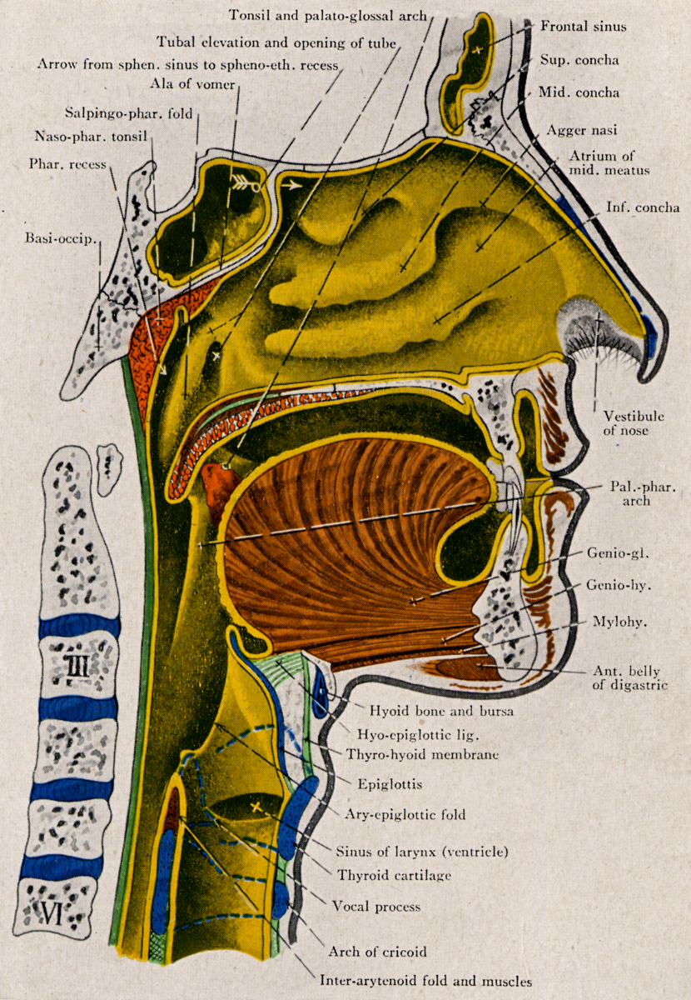 Tonsil and palato-glossal arch
Tubal elevation and opening of tube
Arrow from sphen. sinus to spheno-eth. recess
Ala of vomer
Salpingo-phar. fold
Naso-phar. tonsil
Phar. recess
Basi-occip.
Frontal sinus
Sup. concha
Mid. concha
Agger nasi
Atrium of
mid. meatus
Inf. concha
Vestibule
of nose
Pal.-phar.
arch
Genio-gl.
Genio-hy.
Mylohy.
Ant. belly
of digastric
III
Hyoid bone and bursa
Hyo-epiglottic lig.
Thyro-hyoid membrane
Epiglottis
Ary-epiglottic fold
Sinus of larynx (ventricle)
Thyroid cartilage
Vocal process
VI
Arch of cricoid
Inter-arytenoid fold and muscles